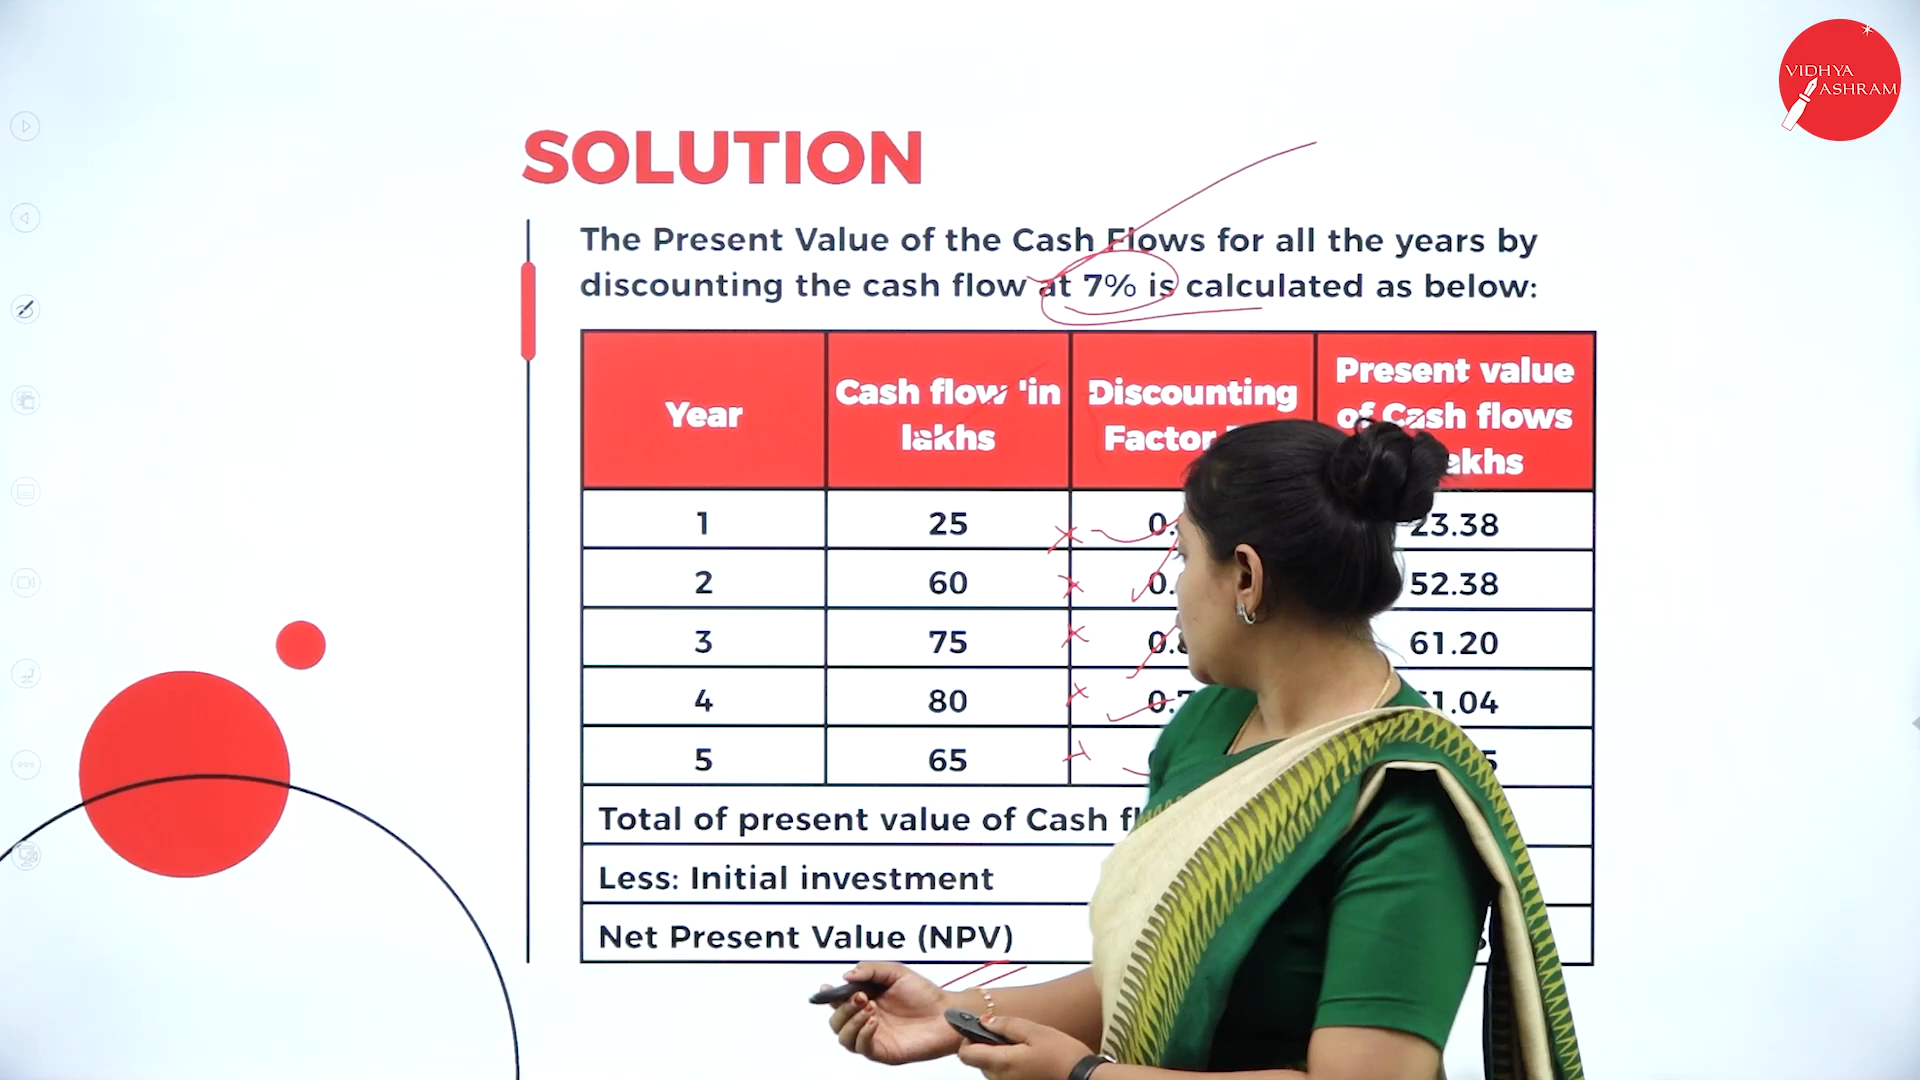 VIDHYA
ASHRAM
SOLUTION
The Present Value of the Cash Flows for all the years by
discounting the cash flow at 7% is calculated as below:
Year
Cash flow 'in
lakhs
Discounting
Factor
Present value
of Cash flows
1 25 23.38
2 60 52.38
3 75 61.20
4 80
5 65
Total of present value of Cash
Less: Initial investment
Net Present Value (NPV)